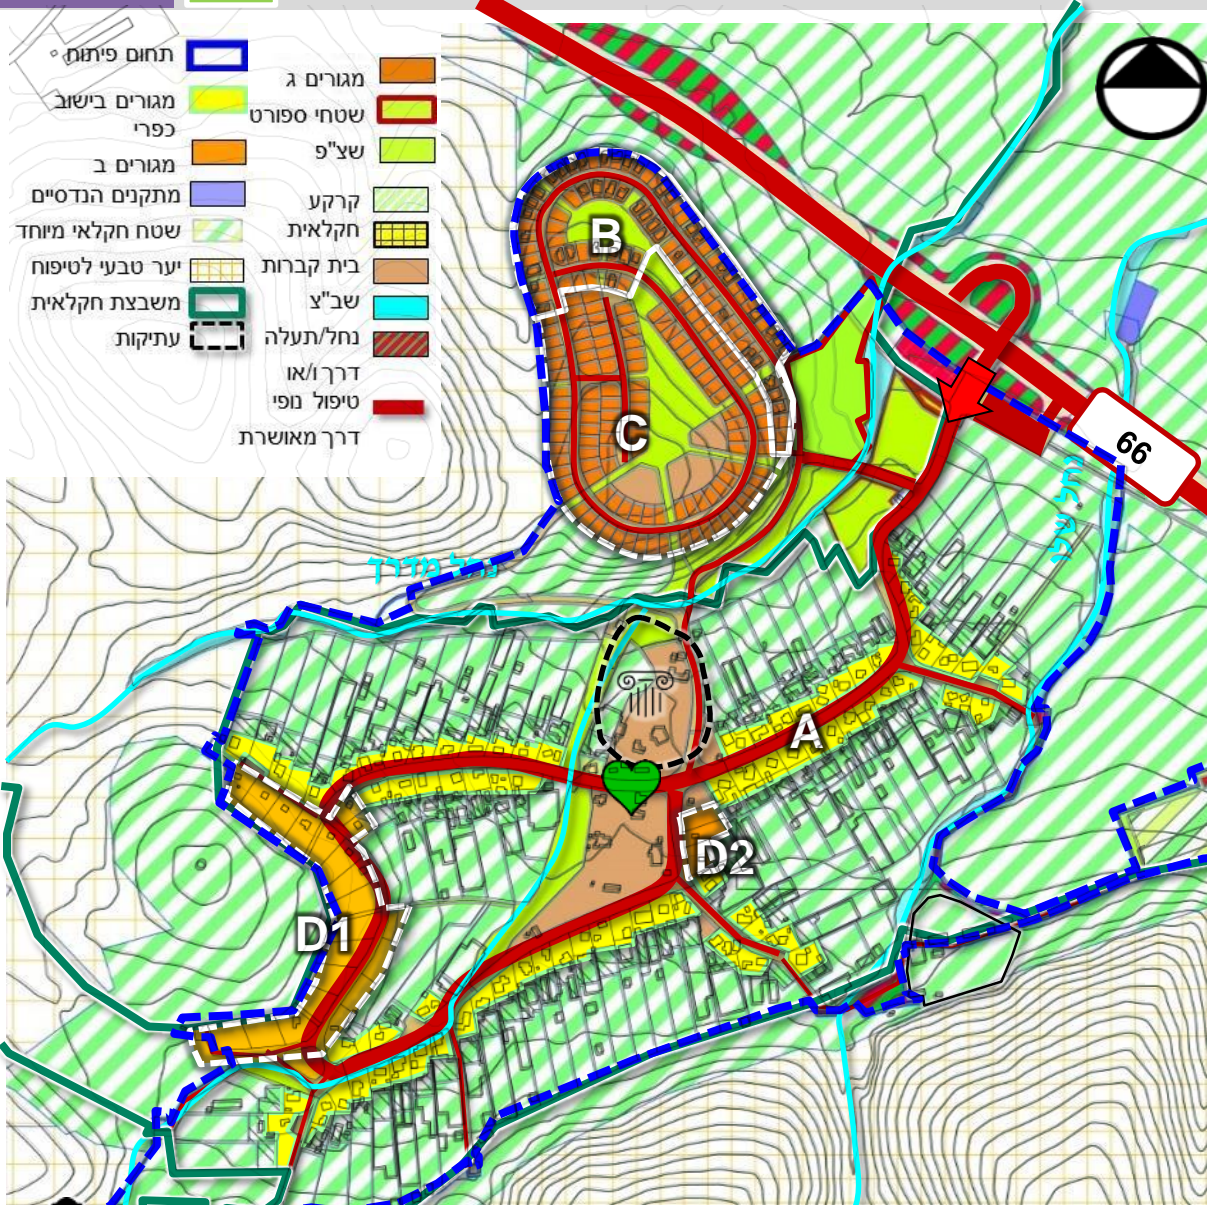 מגורים ג
שטחי ספורט
שצ"פ
קרקע
חקלאית
בית קברות
שב"צ
נחל/תעלה
דרך ו/או
טיפול נופי
דרך מאושרת
תחום פיתוח
מגורים בישוב
כפרי
מגורים ב
מתקנים הנדסיים
שטח חקלאי מיוחד
יער טבעי לטיפוח
משבצת חקלאית
עתיקות
B
C
66
A
D2
D1